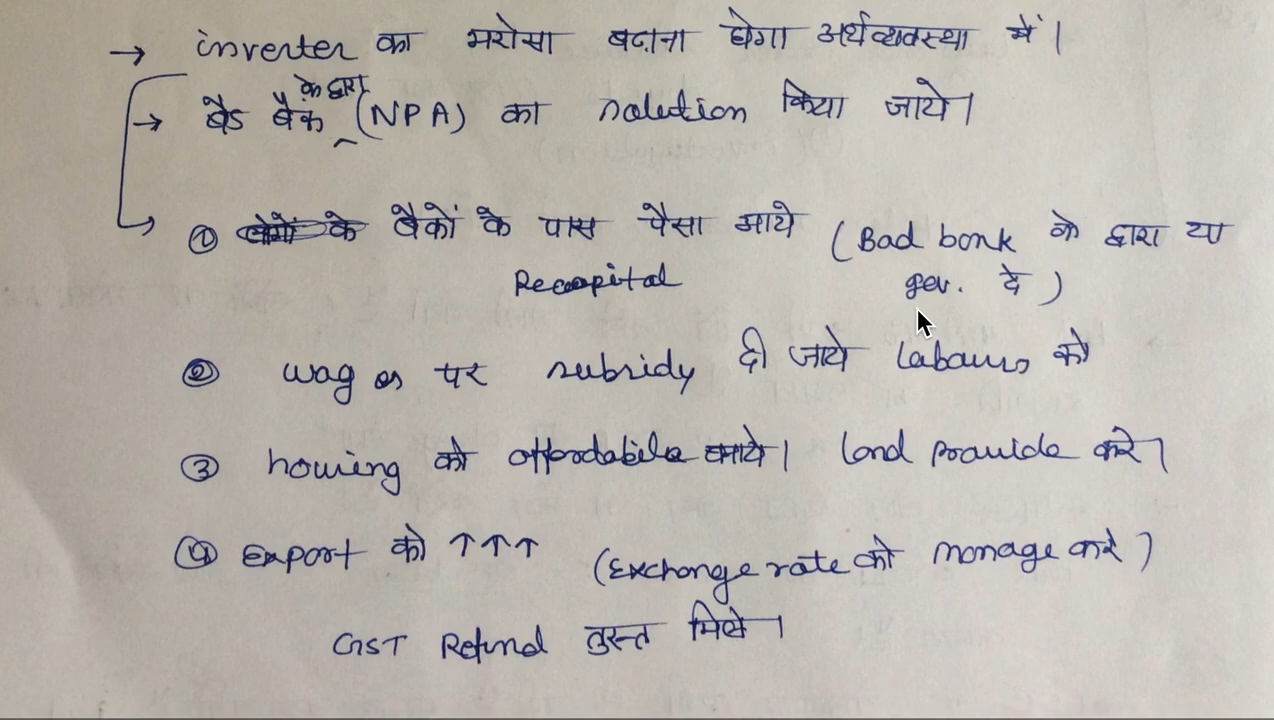 → inverter का भरोसा बढ़ाना होगा अर्थव्यवस्था में।
→ बैड बैंक के द्वारा (NPA) का solution किया जाये।
① लोगों के बैंकों के पास पैसा आये (Bad bank के द्वारा या gov. दे)
Recapital
② wages पर subsidy दी जाये Labours को
③ housing को affordabile बनाये। Land provide करे।
④ Export को ↑↑↑ (Exchange rate को manage करे)
GST Refund तुरन्त मिले।